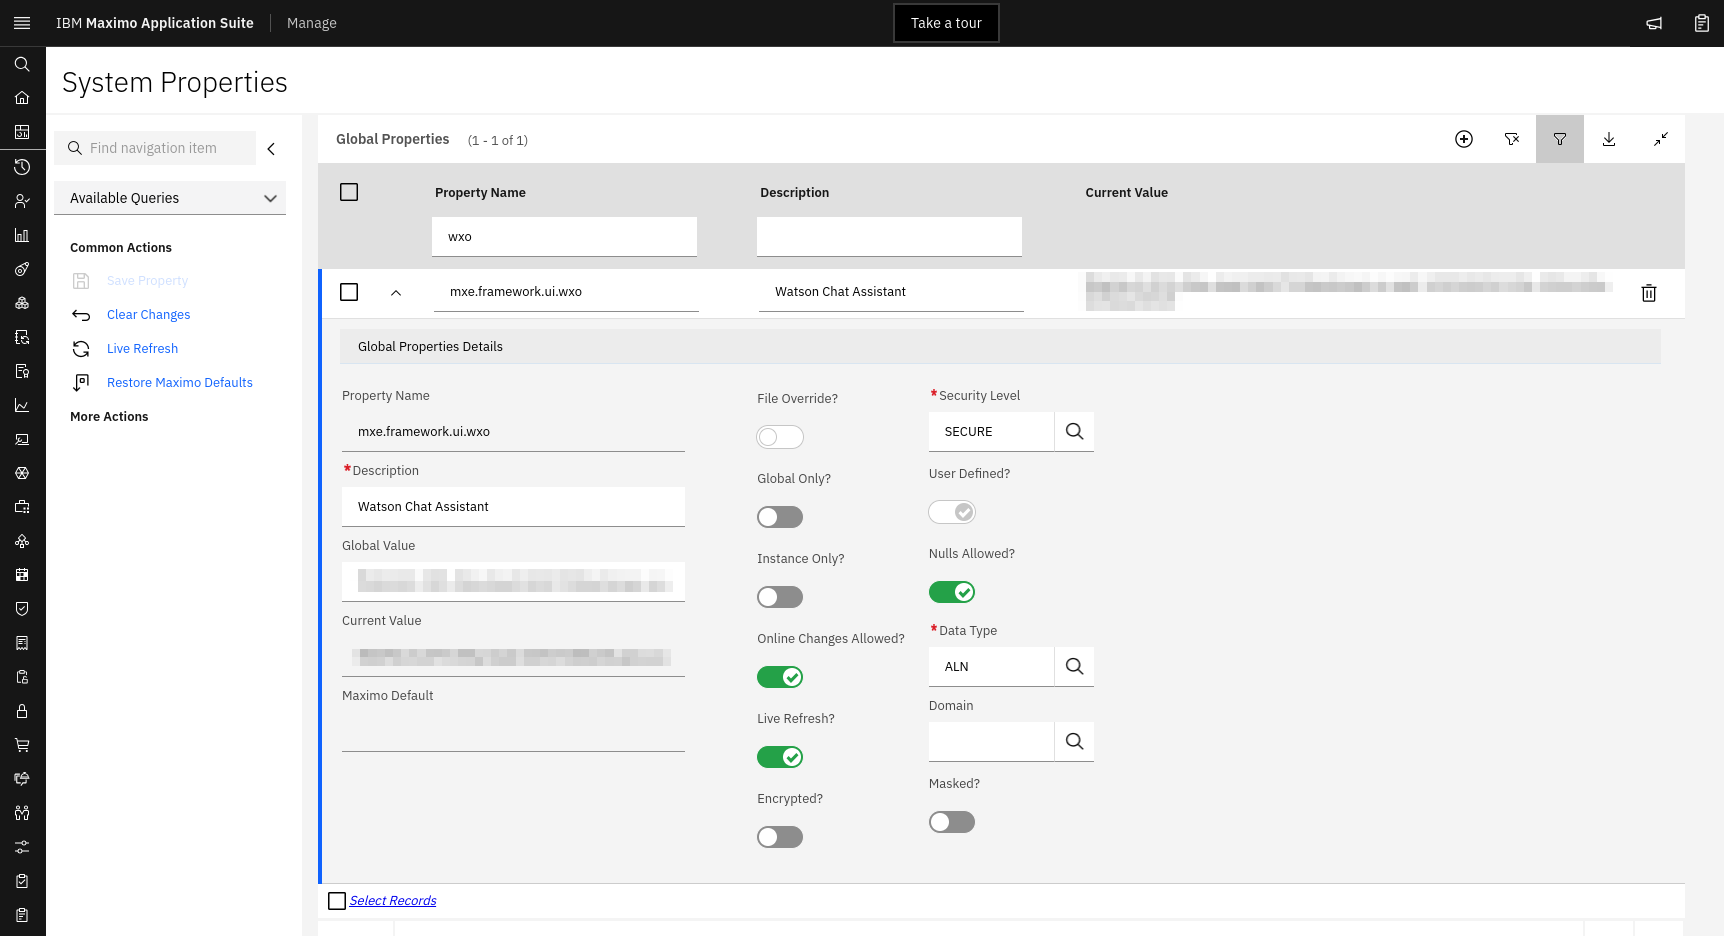 IBM Maximo Application Suite
Manage
Take a tour
System Properties
Find navigation item
Available Queries
Common Actions
Save Property
Clear Changes
Live Refresh
Restore Maximo Defaults
More Actions
Global Properties (1 - 1 of 1)
Property Name Description Current Value
wxo
mxe.framework.ui.wxo Watson Chat Assistant
Global Properties Details
Property Name
mxe.framework.ui.wxo
*Description
Watson Chat Assistant
Global Value
Current Value
Maximo Default
File Override?
Global Only?
Instance Only?
Online Changes Allowed?
Live Refresh?
Encrypted?
*Security Level
SECURE
User Defined?
Nulls Allowed?
*Data Type
ALN
Domain
Masked?
Select Records